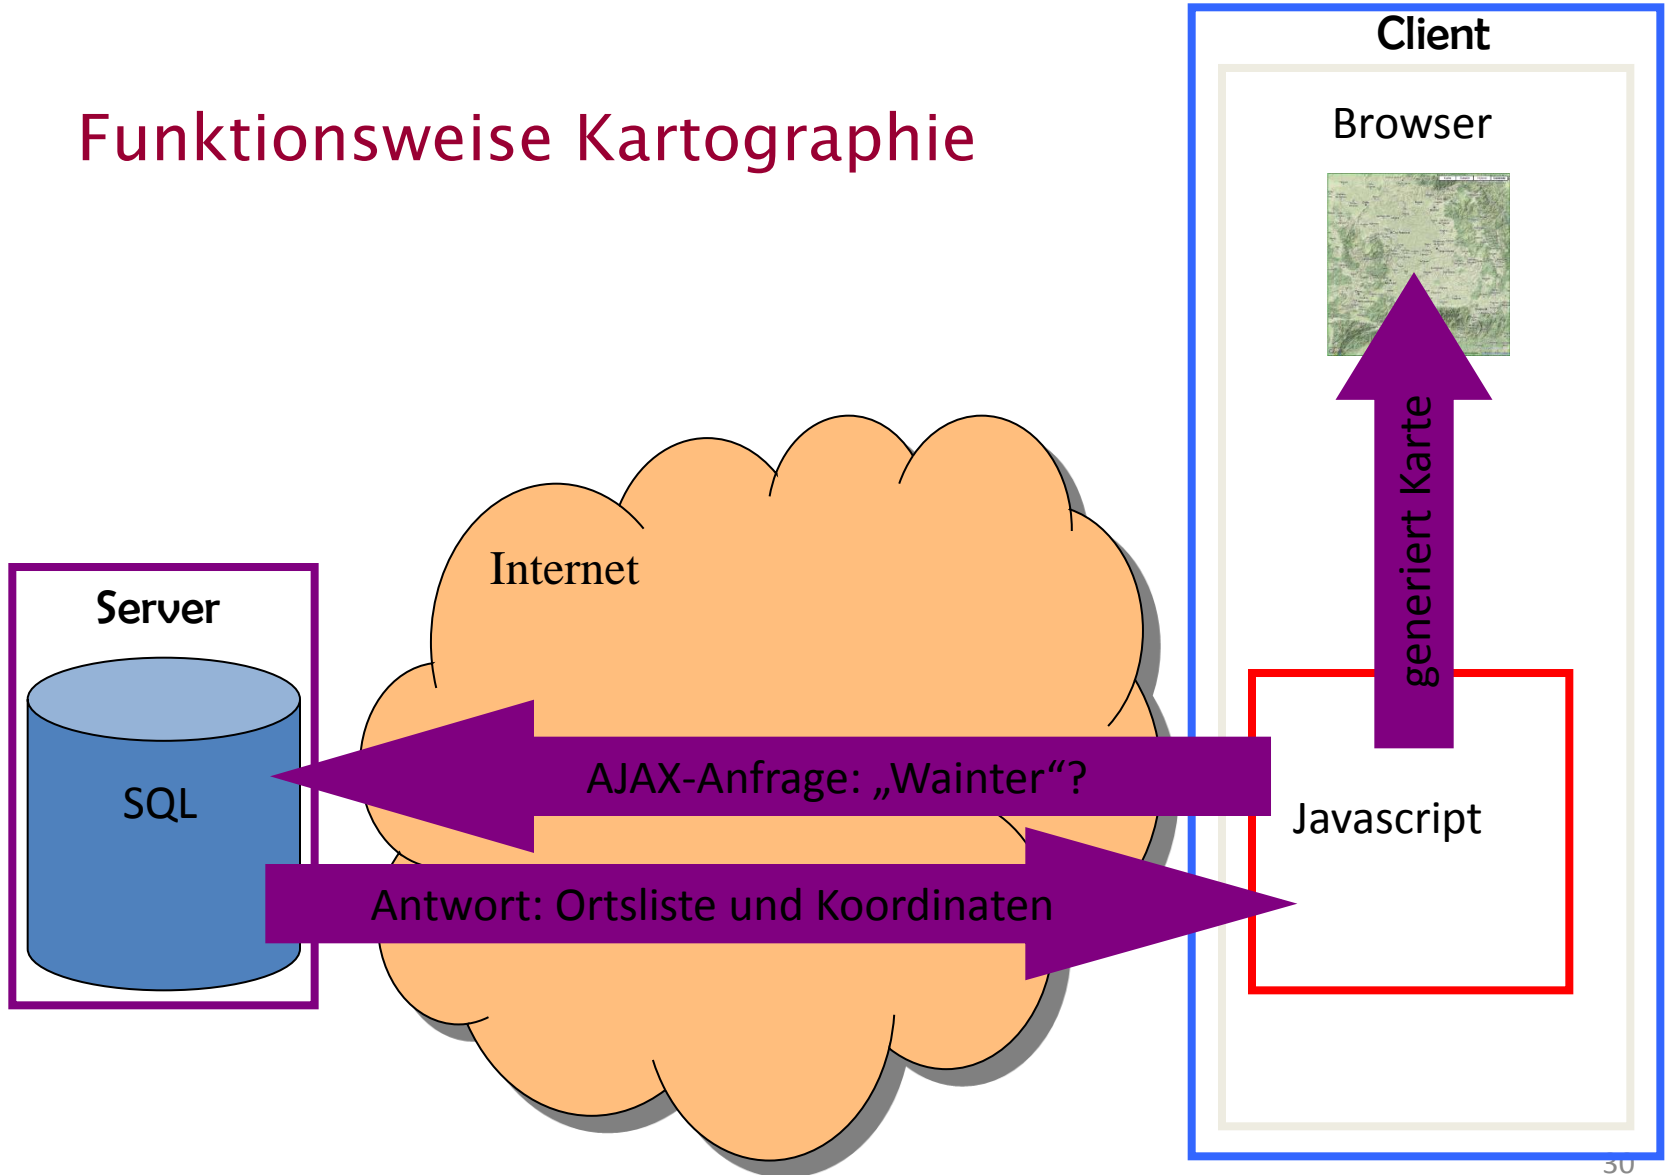 Client
Funktionsweise Kartographie
Browser
generiert Karte
Internet
Server
SQL
AJAX-Anfrage: „Wainter“?
Javascript
Antwort: Ortsliste und Koordinaten
30